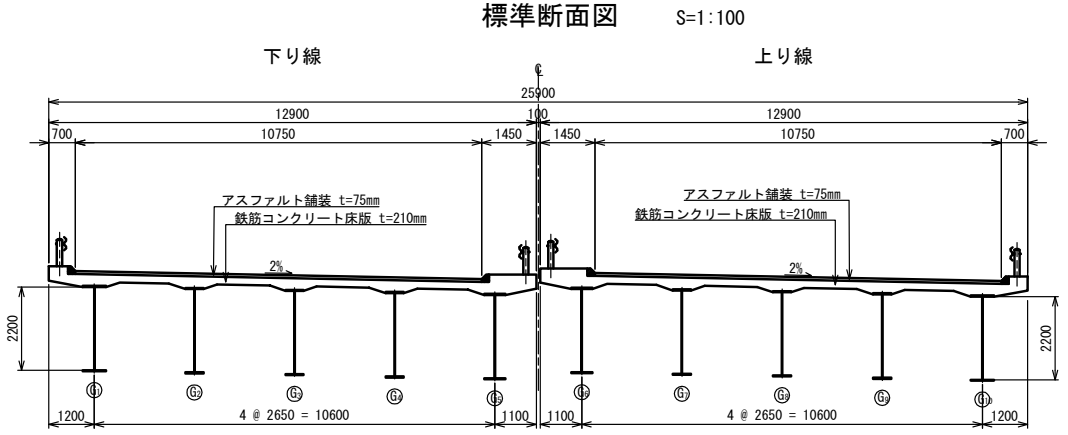 標準断面図 S=1:100
下り線 上り線
℄
25900
12900 100 12900
700 10750 1450 1450 10750 700
アスファルト舗装 t=75mm アスファルト舗装 t=75mm
鉄筋コンクリート床版 t=210mm 鉄筋コンクリート床版 t=210mm
2% 2%
2200 2200
G1 G2 G3 G4 G5 G6 G7 G8 G9 G10
1200 4 @ 2650 = 10600 1100 1100 4 @ 2650 = 10600 1200